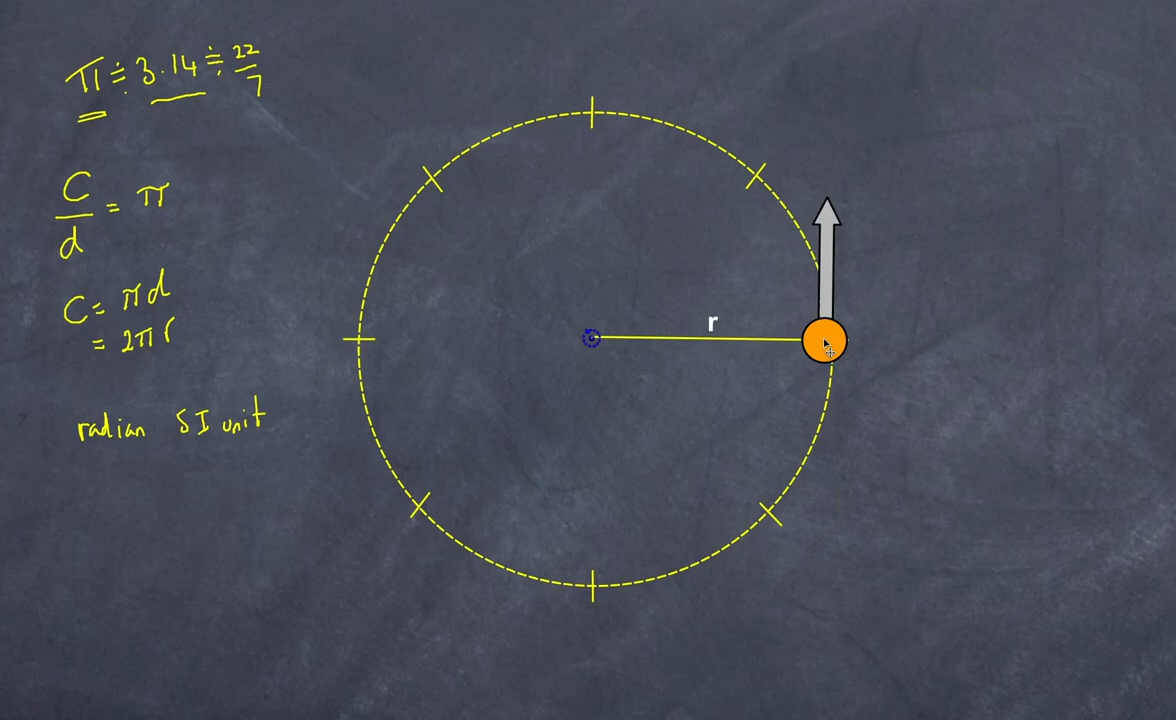 π ≐ 3.14 ≐ 22/7
C/d = π
C = πd
= 2πr
radian SI unit
r